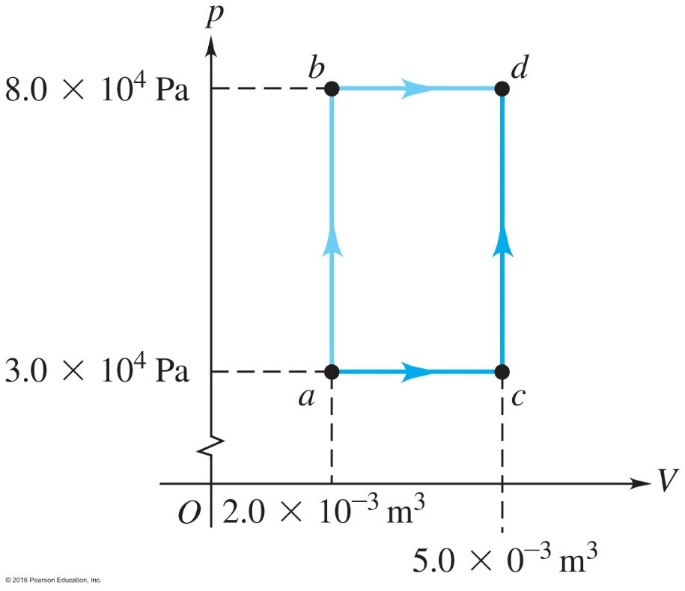 p
b
d
8.0 × 10⁴ Pa
3.0 × 10⁴ Pa
a
c
V
O
2.0 × 10⁻³ m³
5.0 × 0⁻³ m³
© 2016 Pearson Education, Inc.